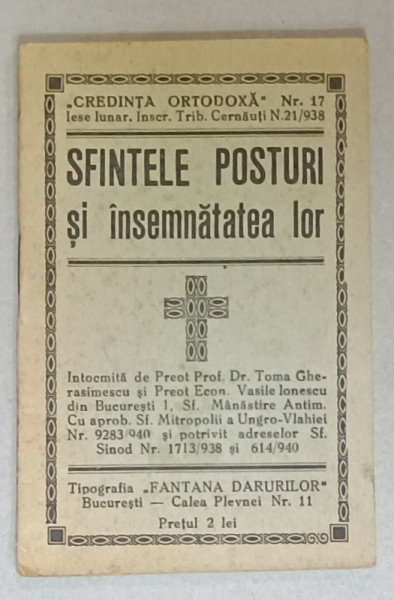 „CREDINȚA ORTODOXĂ” Nr. 17
Iese lunar. Inscr. Trib. Cernăuți N.21/938
SFINTELE POSTURI
și însemnătatea lor
Intocmită de Preot Prof. Dr. Toma Ghe-
rasimescu și Preot Econ. Vasile Ionescu
din București 1, Sf. Mănăstire Antim.
Cu aprob. Sf. Mitropolii a Ungro-Vlahiei
Nr. 9283/940 și potrivit adreselor Sf.
Sinod Nr. 1713/938 și 614/940
Tipografia „FANTANA DARURILOR”
București — Calea Plevnei Nr. 11
Prețul 2 lei